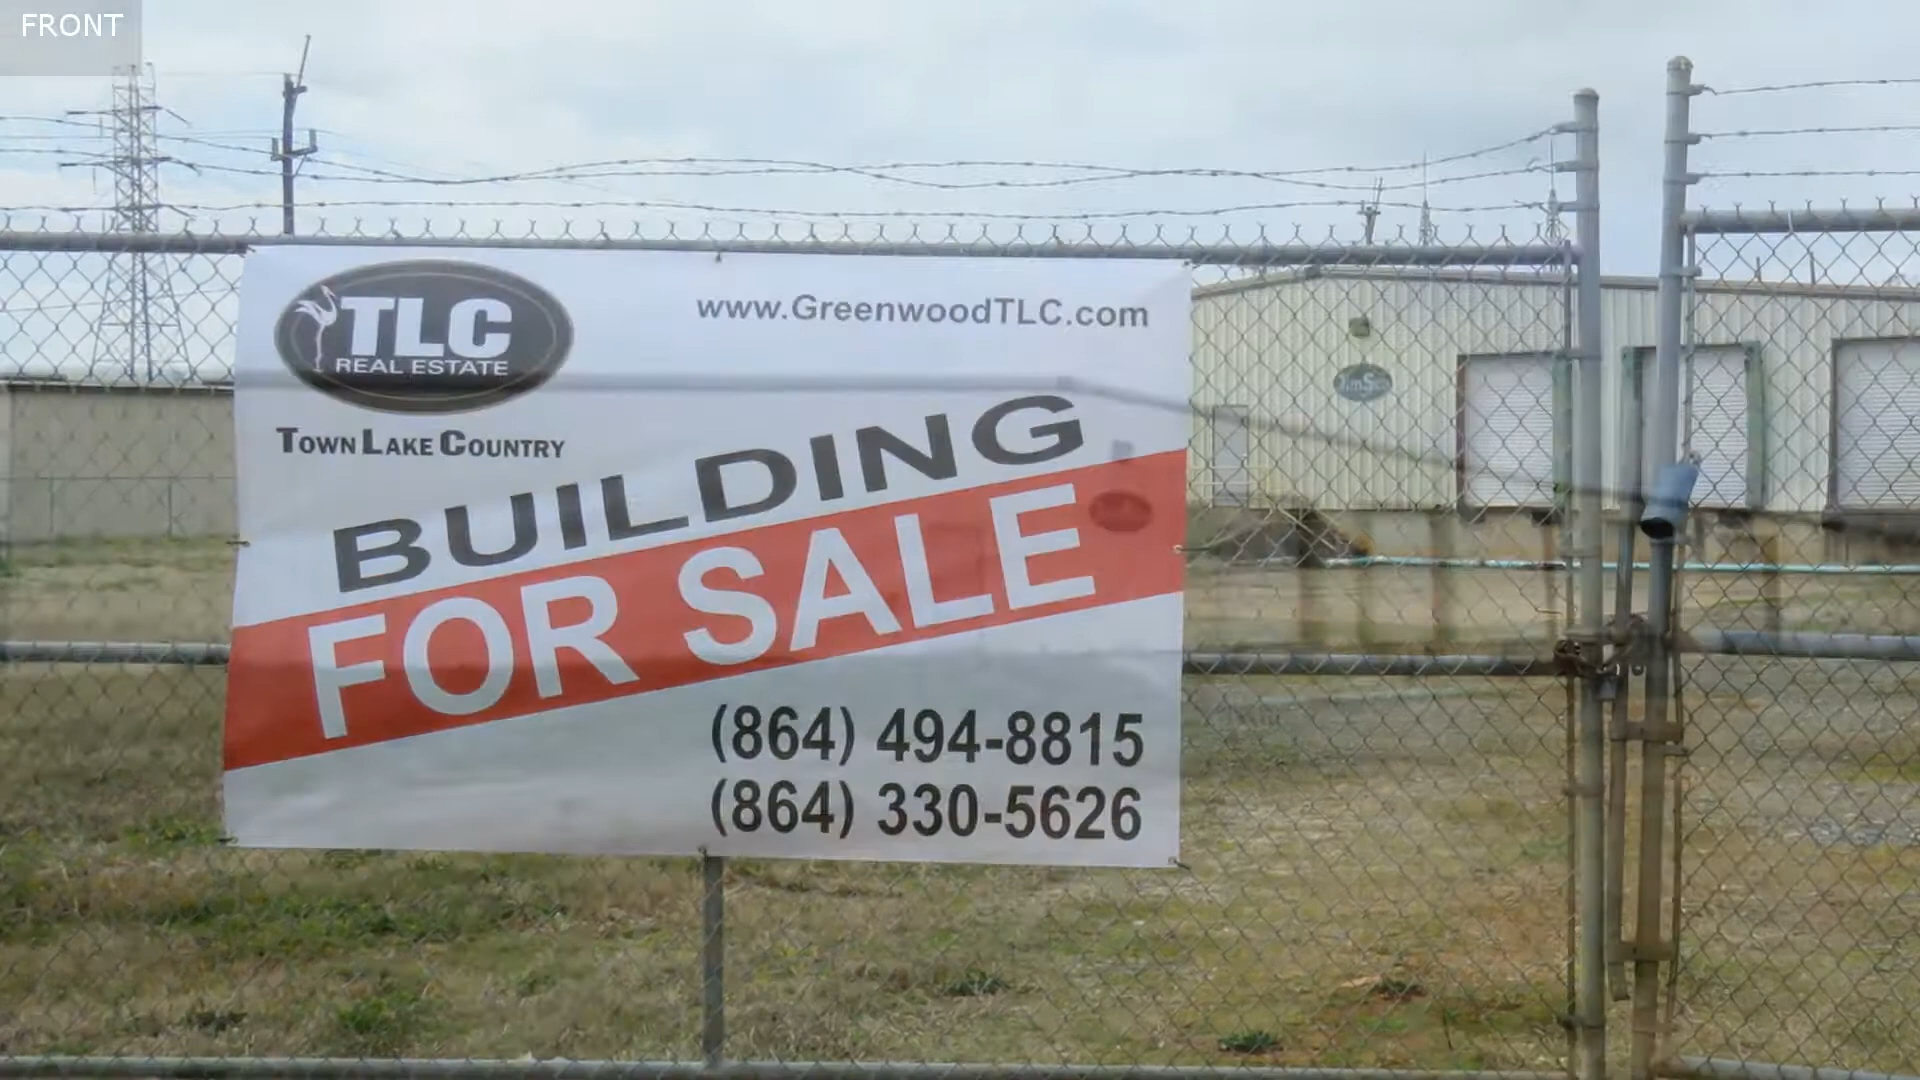 FRONT
TLC
REAL ESTATE
TOWN LAKE COUNTRY
www.GreenwoodTLC.com
BUILDING
FOR SALE
(864) 494-8815
(864) 330-5626